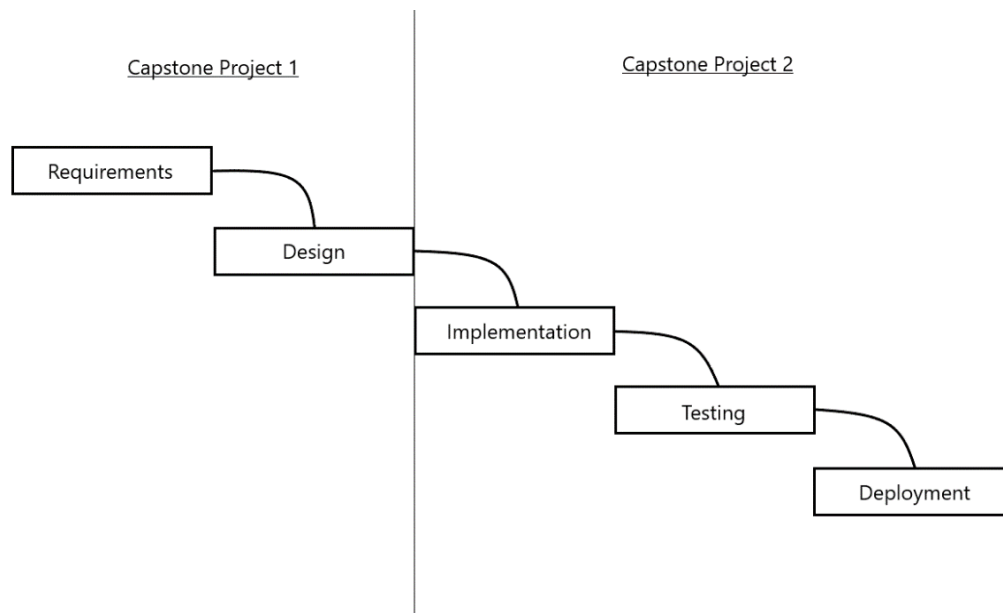 Capstone Project 1
Capstone Project 2
Requirements
Design
Implementation
Testing
Deployment